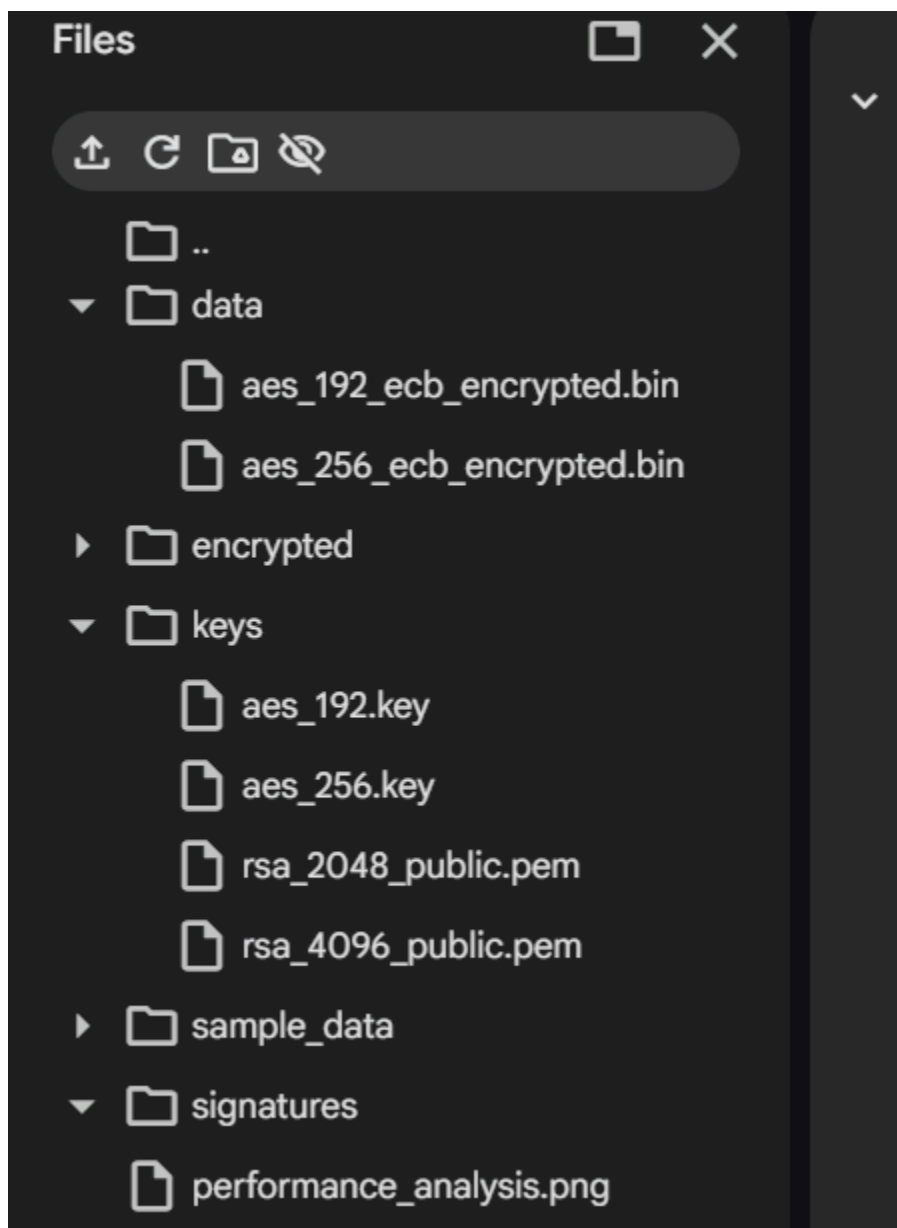 Files
..
data
aes_192_ecb_encrypted.bin
aes_256_ecb_encrypted.bin
encrypted
keys
aes_192.key
aes_256.key
rsa_2048_public.pem
rsa_4096_public.pem
sample_data
signatures
performance_analysis.png